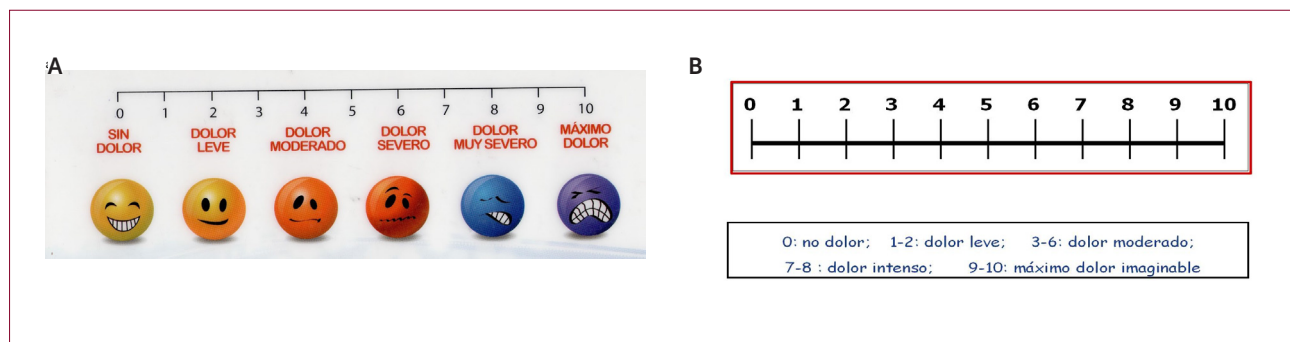 A
0 1 2 3 4 5 6 7 8 9 10
SIN DOLOR
DOLOR LEVE
DOLOR MODERADO
DOLOR SEVERO
DOLOR MUY SEVERO
MÁXIMO DOLOR
B
0 1 2 3 4 5 6 7 8 9 10
0: no dolor; 1-2: dolor leve; 3-6: dolor moderado;
7-8 : dolor intenso; 9-10: máximo dolor imaginable